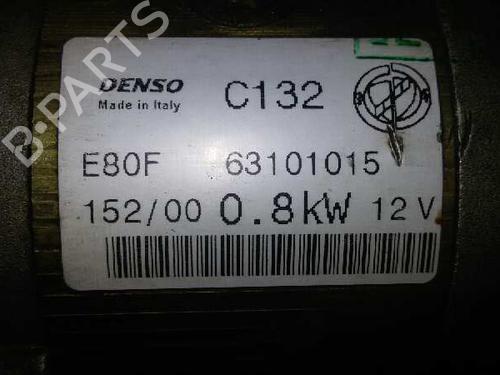 B-PARTS
DENSO
Made in Italy
C132
E80F 63101015
152/00 0.8kW 12 V